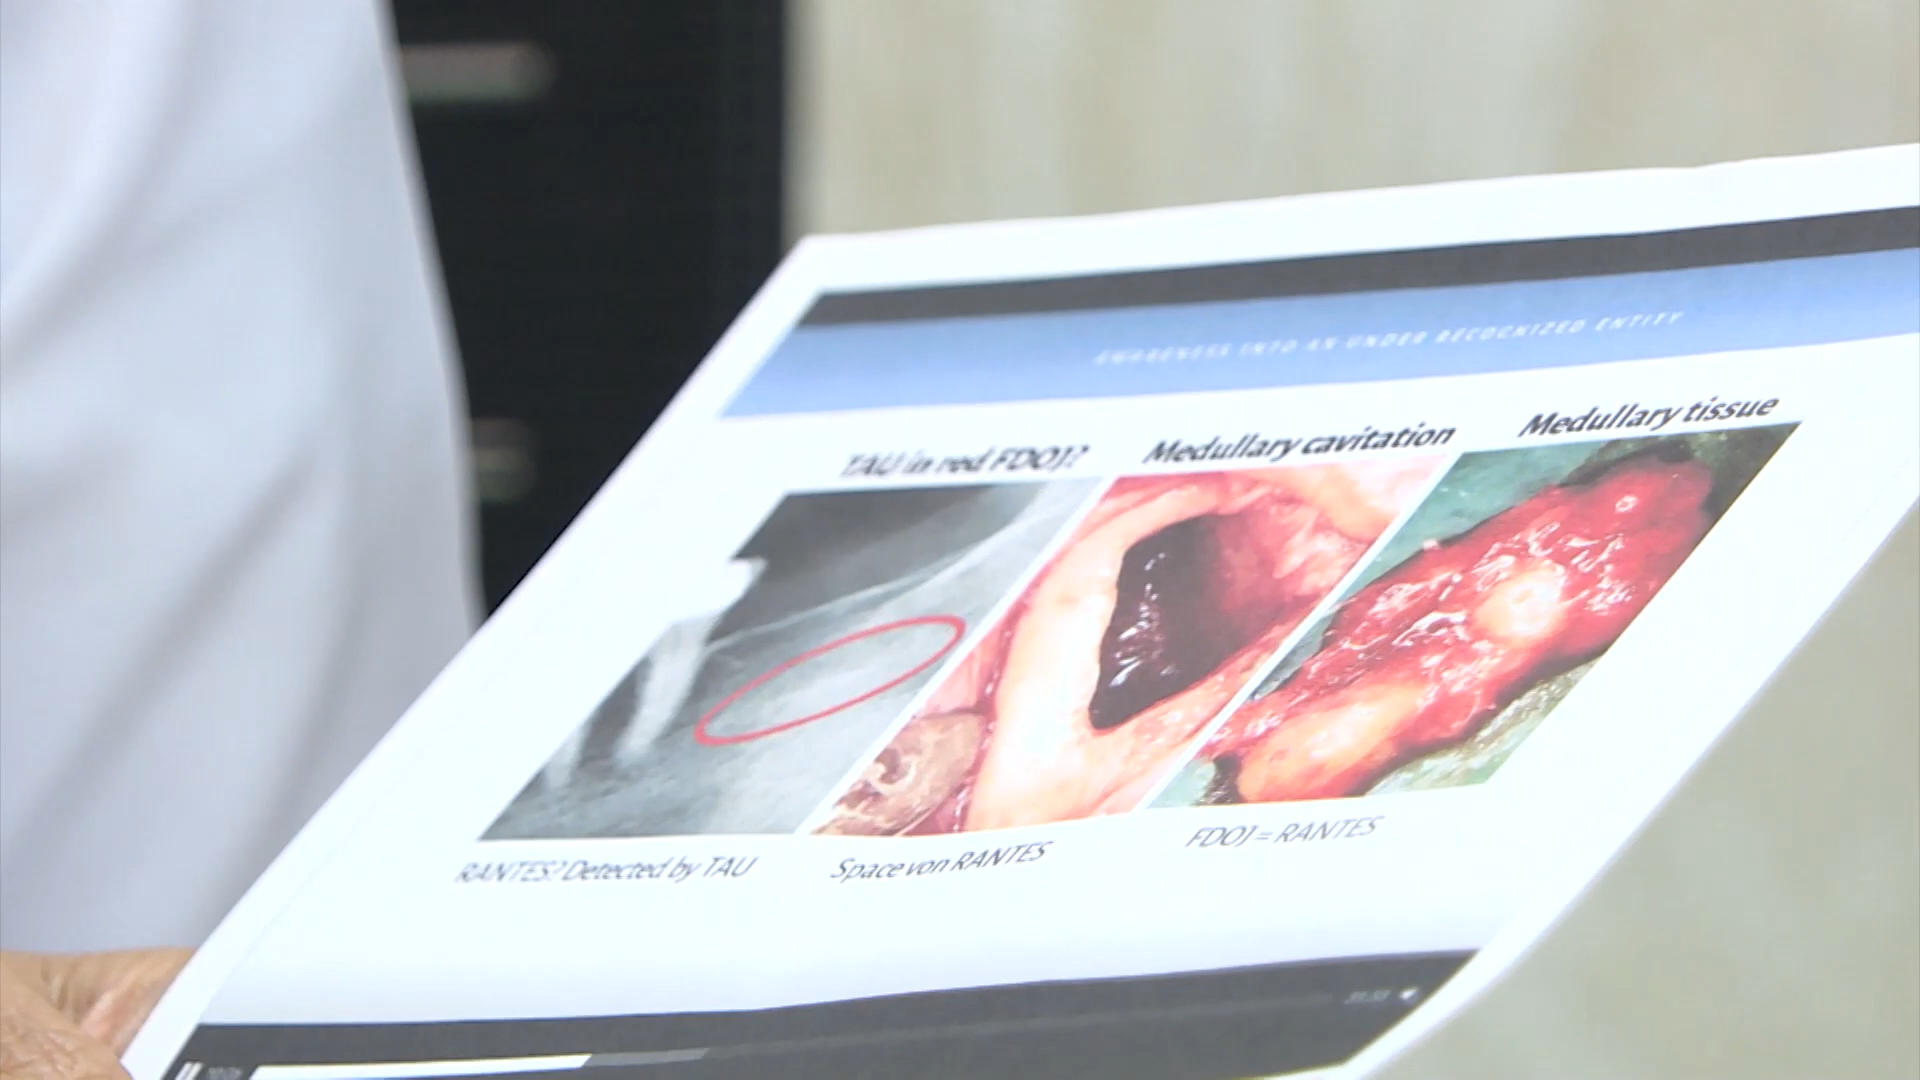 AWARENESS INTO AN UNDER RECOGNIZED ENTITY
TAU in red FDOJ?
Medullary cavitation
Medullary tissue
RANTES? Detected by TAU
Space von RANTES
FDOJ = RANTES